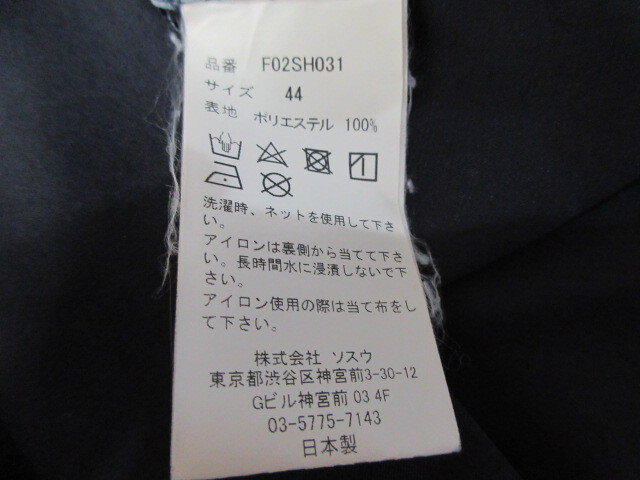 品番 F02SH031
サイズ 44
表地 ポリエステル 100%
洗濯時、ネットを使用して下さ
い。
アイロンは裏側から当てて下さ
い。長時間水に浸漬しないで下
さい。
アイロン使用の際は当て布をし
て下さい。
株式会社 ソスウ
東京都渋谷区神宮前3-30-12
Gビル神宮前 03 4F
03-5775-7143
日本製